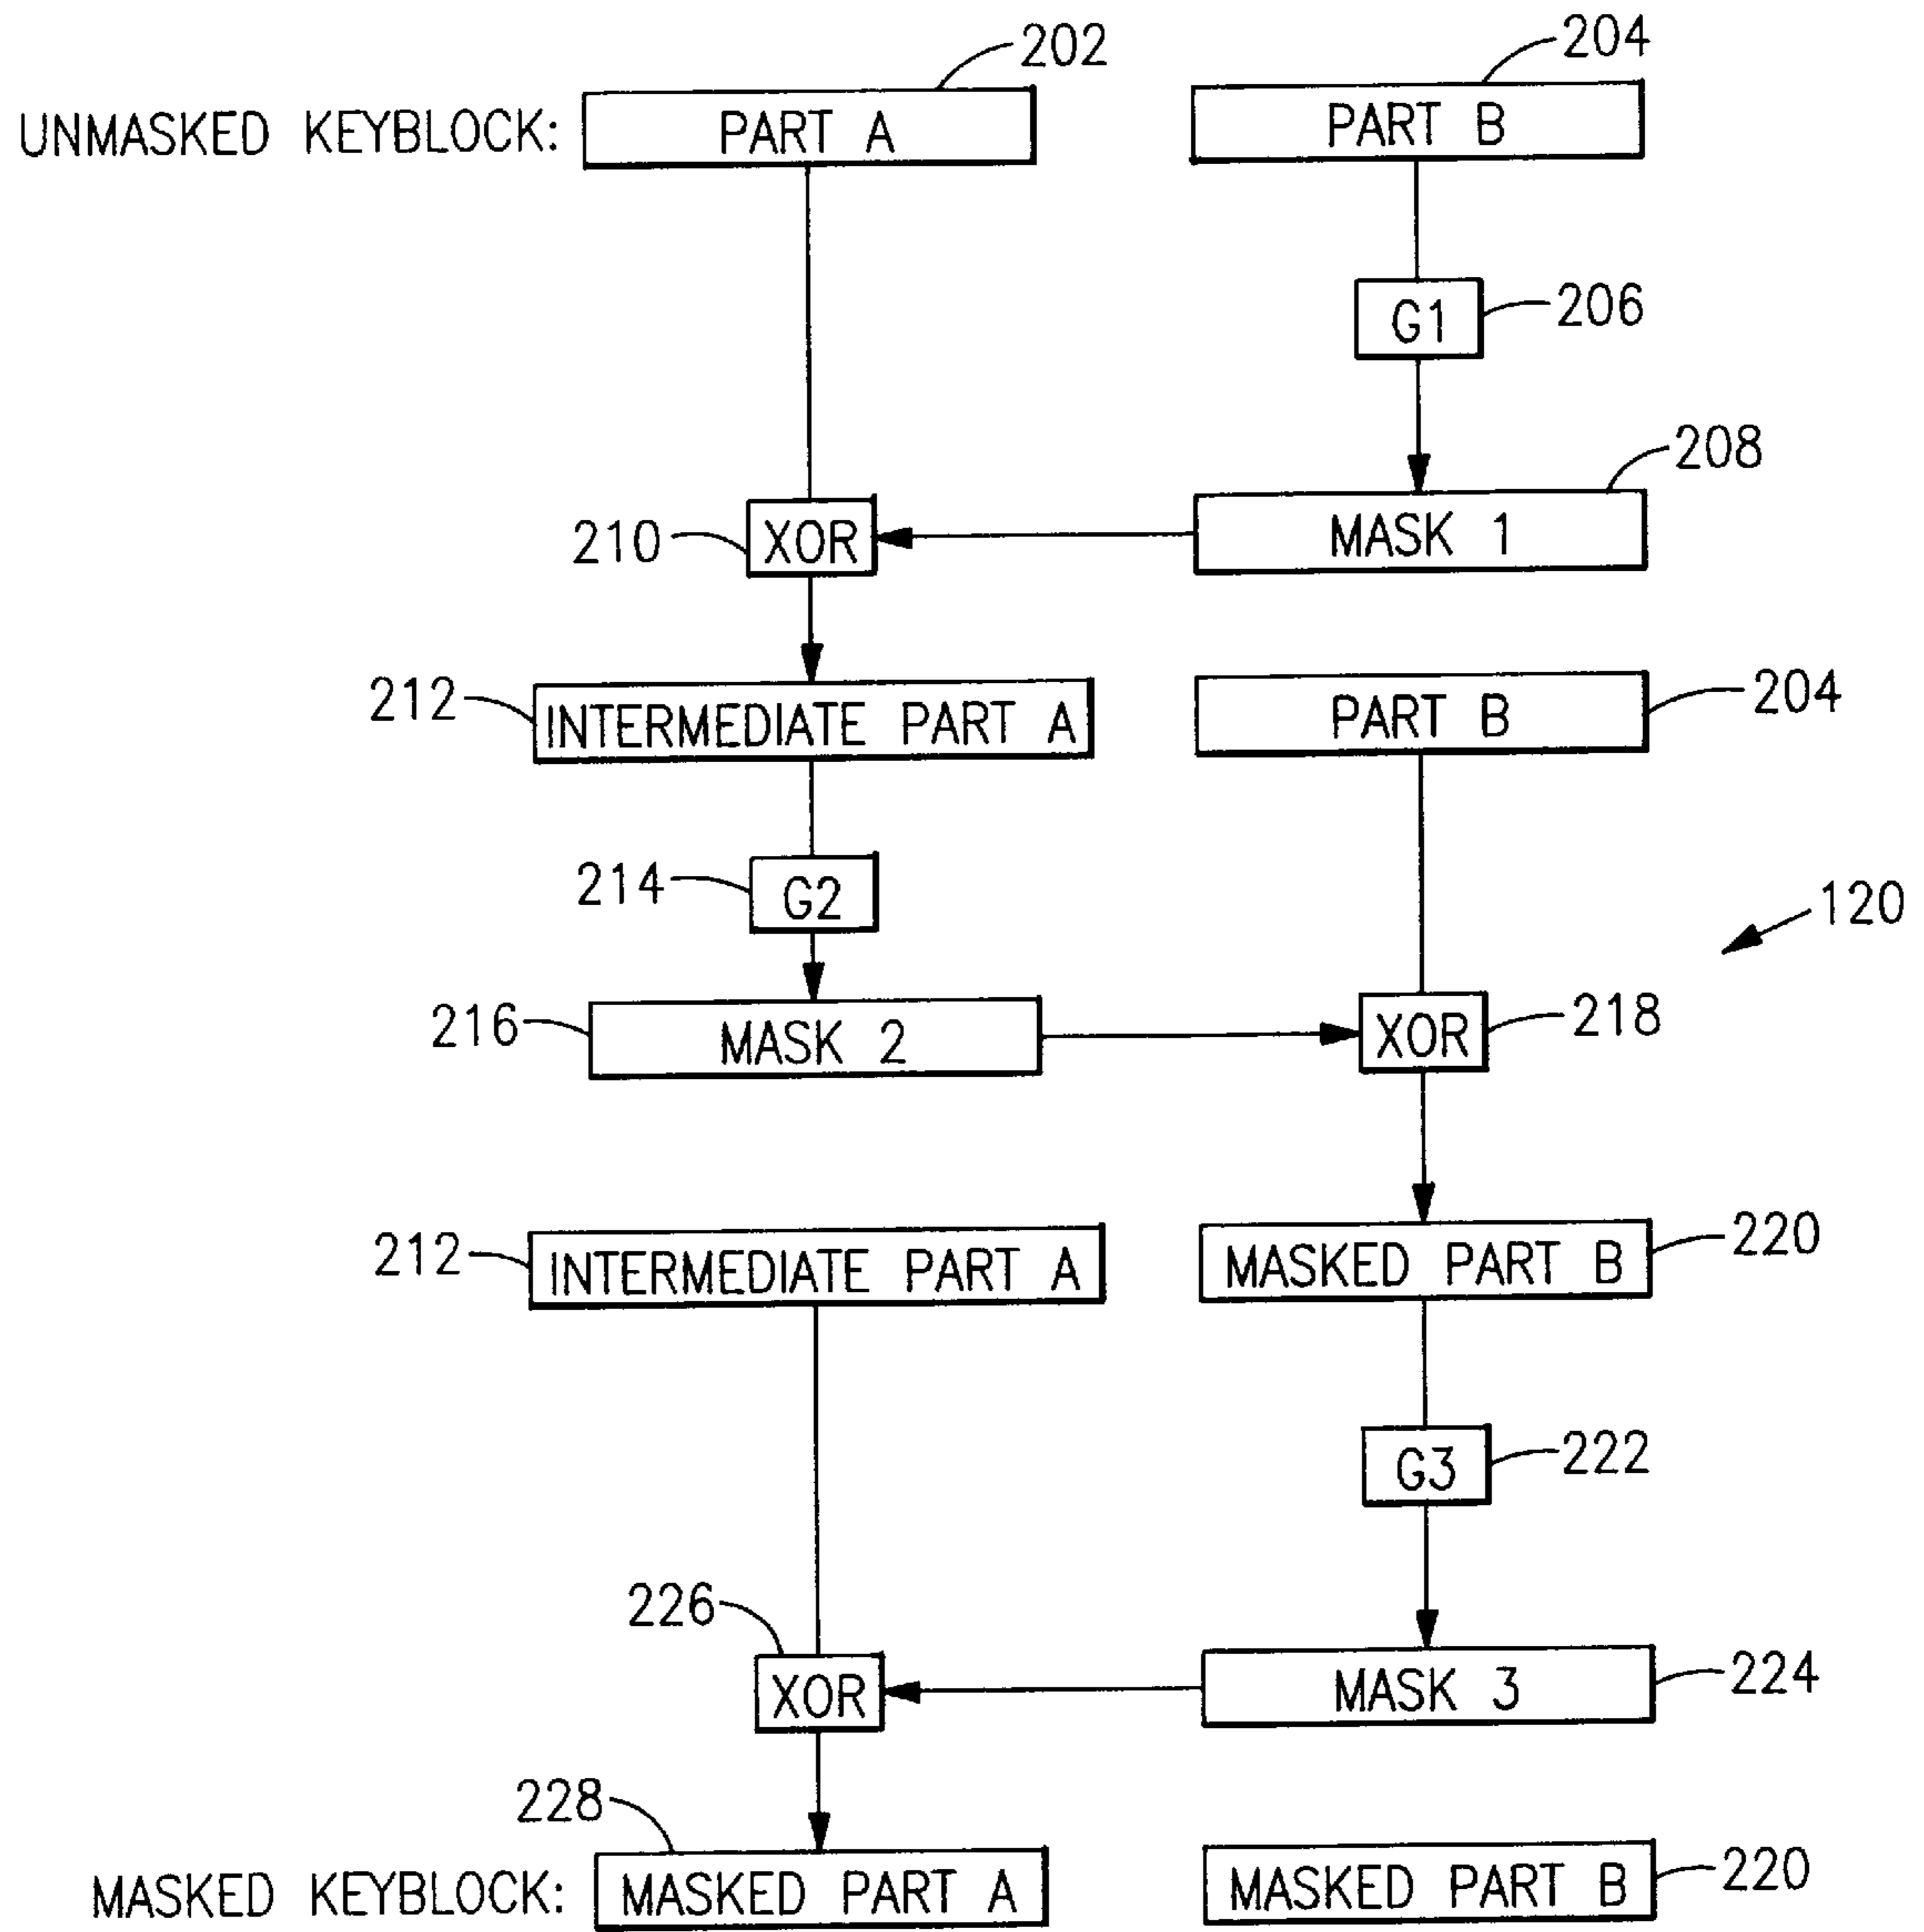 202
204
UNMASKED KEYBLOCK: PART A PART B
G1 206
208
210 XOR MASK 1
212 INTERMEDIATE PART A PART B 204
214 G2
120
216 MASK 2 XOR 218
212 INTERMEDIATE PART A MASKED PART B 220
G3 222
226
XOR MASK 3 224
228
MASKED KEYBLOCK: MASKED PART A MASKED PART B 220